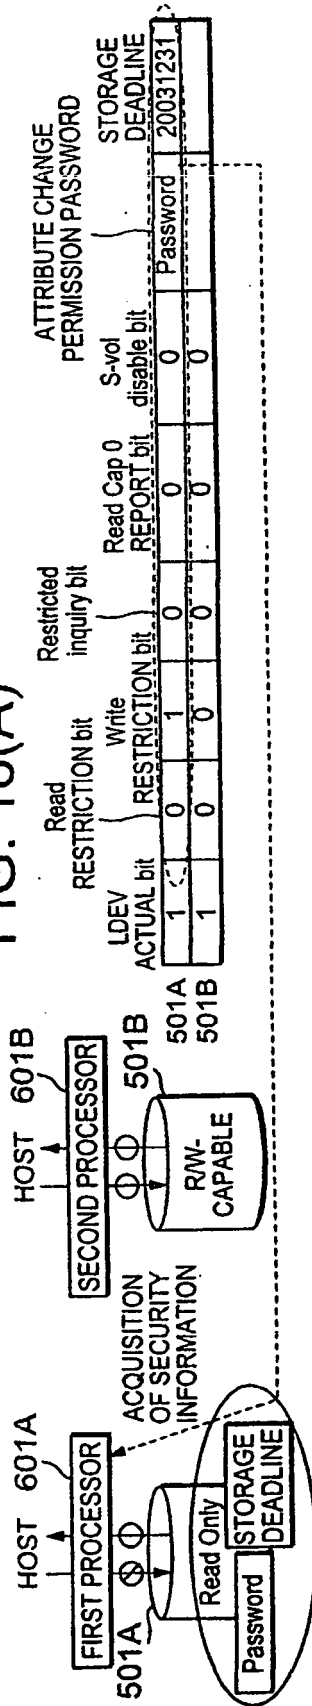 FIG. 16(A)
HOST
601A
FIRST PROCESSOR
501A
Read Only
Password
STORAGE
DEADLINE
ACQUISITION
OF SECURITY
INFORMATION
HOST
601B
SECOND PROCESSOR
501B
R/W-
CAPABLE
LDEV
ACTUAL bit
Read
RESTRICTION bit
Write
RESTRICTION bit
Restricted
inquiry bit
Read Cap 0
REPORT bit
S-vol
disable bit
ATTRIBUTE CHANGE
PERMISSION PASSWORD
STORAGE
DEADLINE
501A 1 0 1 0 0 0 Password 20031231
501B 1 0 0 0 0 0